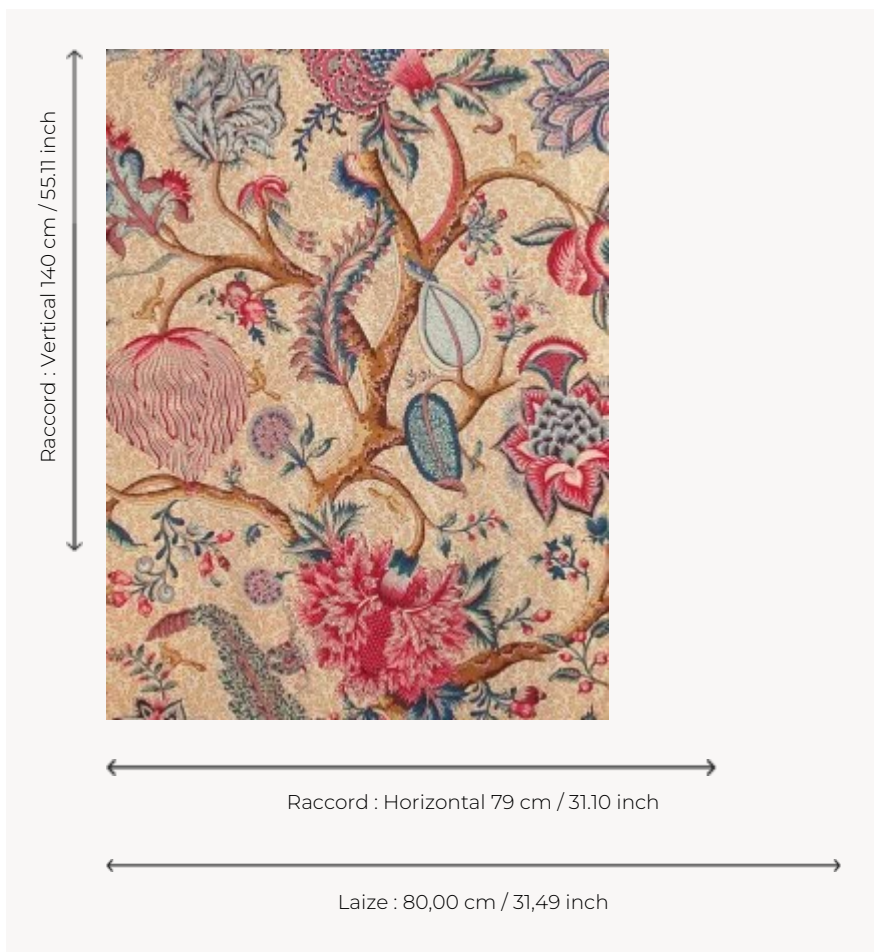 Raccord : Vertical 140 cm / 55.11 inch
Raccord : Horizontal 79 cm / 31.10 inch
Laize : 80,00 cm / 31,49 inch